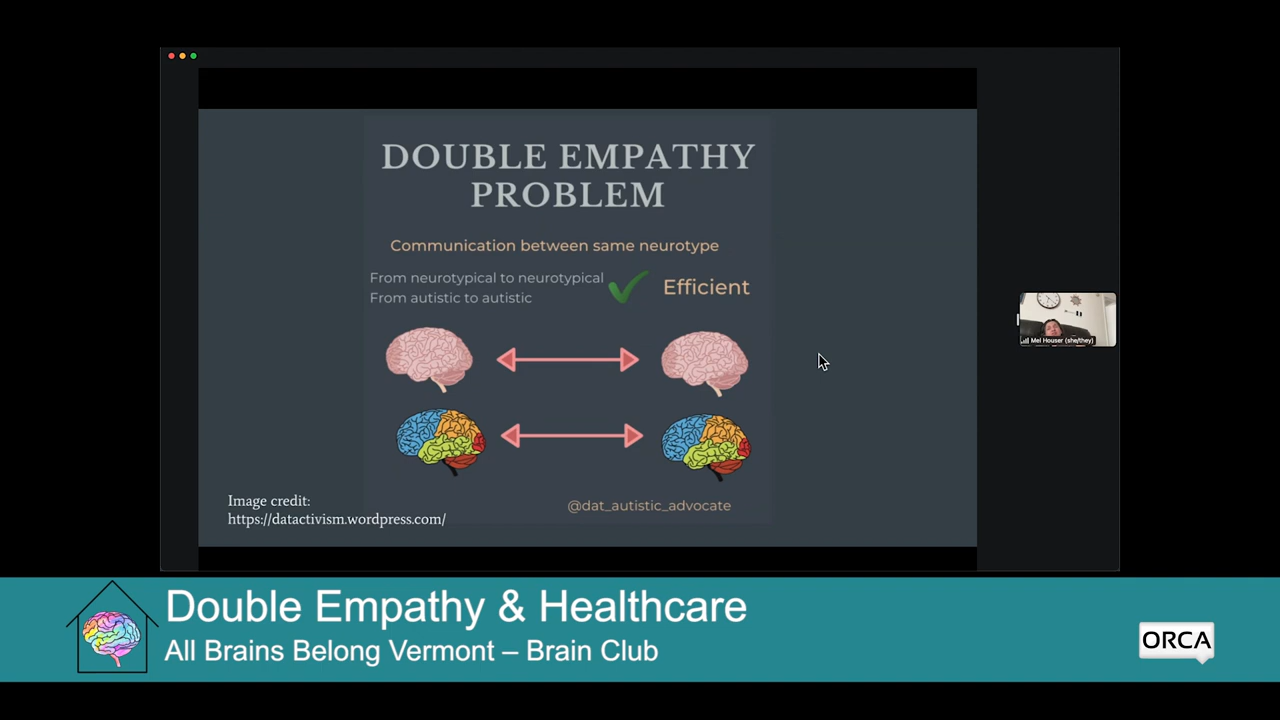 DOUBLE EMPATHY
PROBLEM
Communication between same neurotype
From neurotypical to neurotypical
From autistic to autistic
Efficient
Mel Houser (she/they)
Image credit:
https://datactivism.wordpress.com/
@dat_autistic_advocate
Double Empathy & Healthcare
All Brains Belong Vermont – Brain Club
ORCA